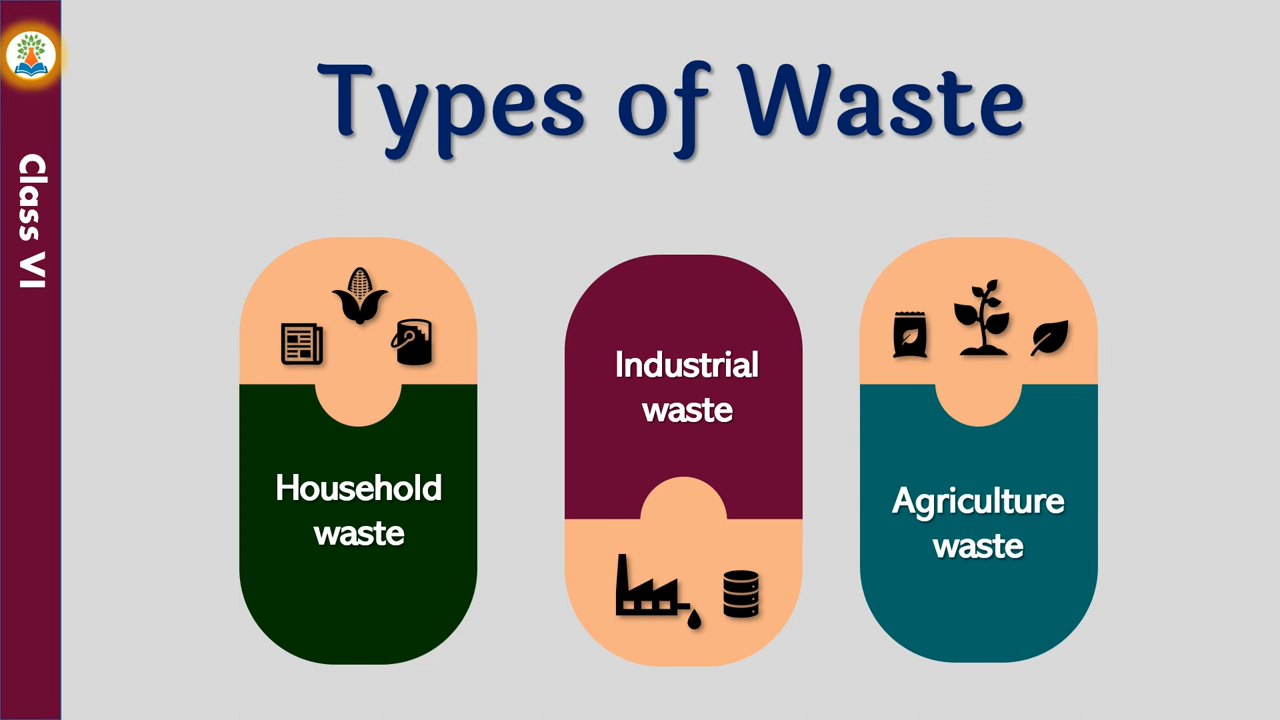 Class VI
Types of Waste
Household
waste
Industrial
waste
Agriculture
waste